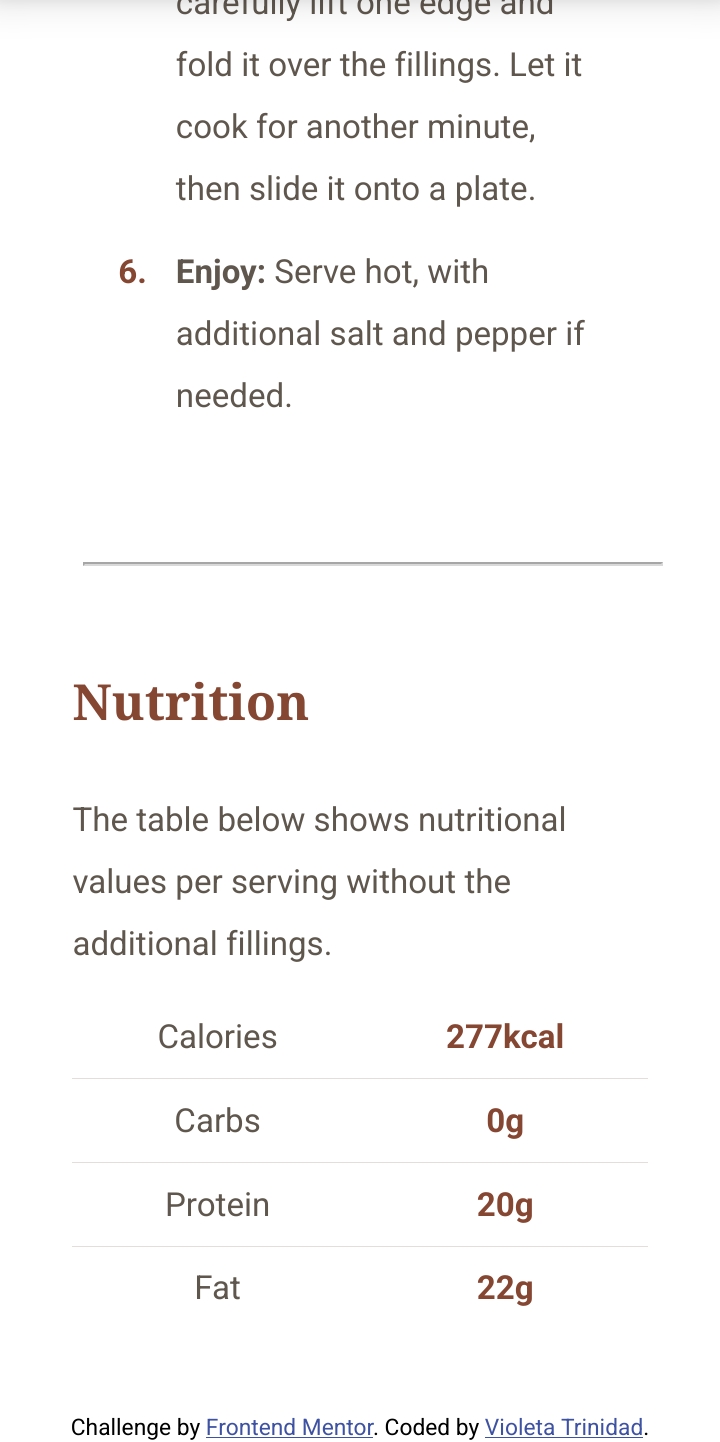 carefully lift one edge and
fold it over the fillings. Let it
cook for another minute,
then slide it onto a plate.
6. Enjoy: Serve hot, with
additional salt and pepper if
needed.
Nutrition
The table below shows nutritional
values per serving without the
additional fillings.
Calories 277kcal
Carbs 0g
Protein 20g
Fat 22g
Challenge by Frontend Mentor. Coded by Violeta Trinidad.